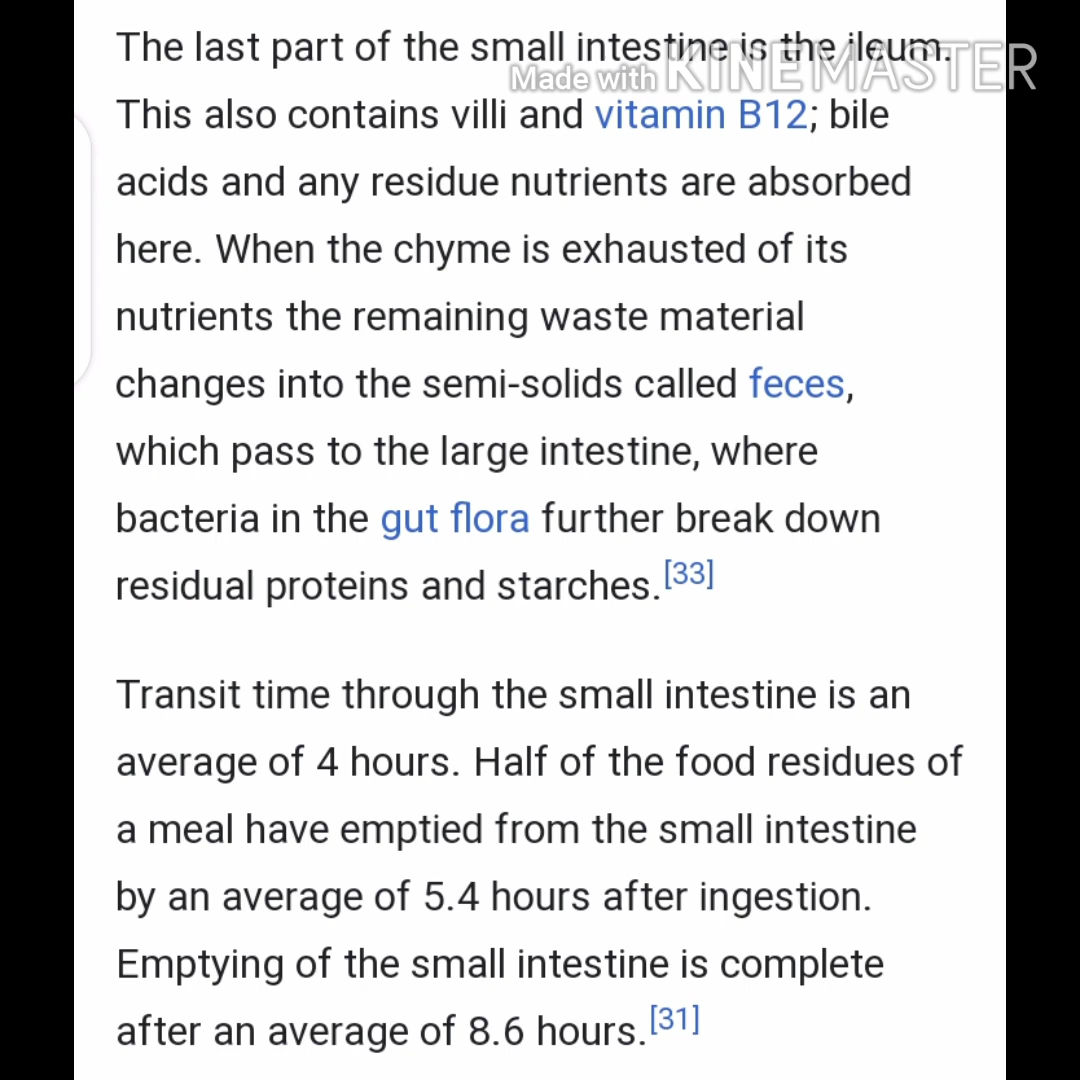 The last part of the small intestine is the ileum.
Made with KINEMASTER
This also contains villi and vitamin B12; bile
acids and any residue nutrients are absorbed
here. When the chyme is exhausted of its
nutrients the remaining waste material
changes into the semi-solids called feces,
which pass to the large intestine, where
bacteria in the gut flora further break down
residual proteins and starches.[33]
Transit time through the small intestine is an
average of 4 hours. Half of the food residues of
a meal have emptied from the small intestine
by an average of 5.4 hours after ingestion.
Emptying of the small intestine is complete
after an average of 8.6 hours.[31]